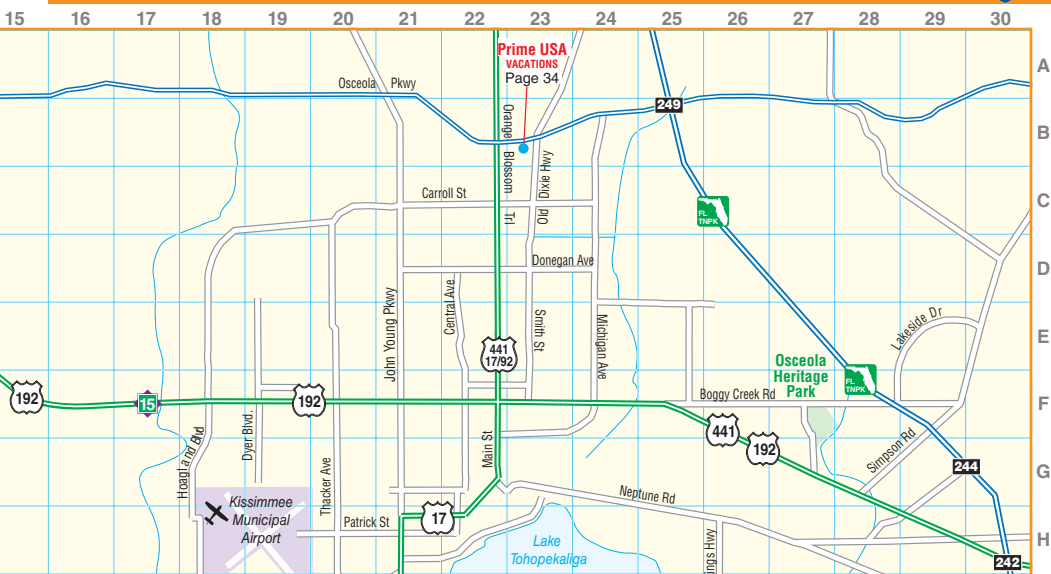 15 16 17 18 19 20 21 22 23 24 25 26 27 28 29 30
A
B
C
D
E
F
G
H
Prime USA
VACATIONS
Page 34
Osceola Pkwy
249
Orange Blossom Trl
Old Dixie Hwy
Carroll St
FL
TNPK
Donegan Ave
John Young Pkwy
Central Ave
Smith St
Michigan Ave
441
17/92
Lakeside Dr
Osceola
Heritage
Park
FL
TNPK
192
15
192
Boggy Creek Rd
441
192
Hoagland Blvd
Dyer Blvd.
Main St
Simpson Rd
244
Thacker Ave
Neptune Rd
Kissimmee
Municipal
Airport
Patrick St
17
Lake
Tohopekaliga
ngs Hwy
242